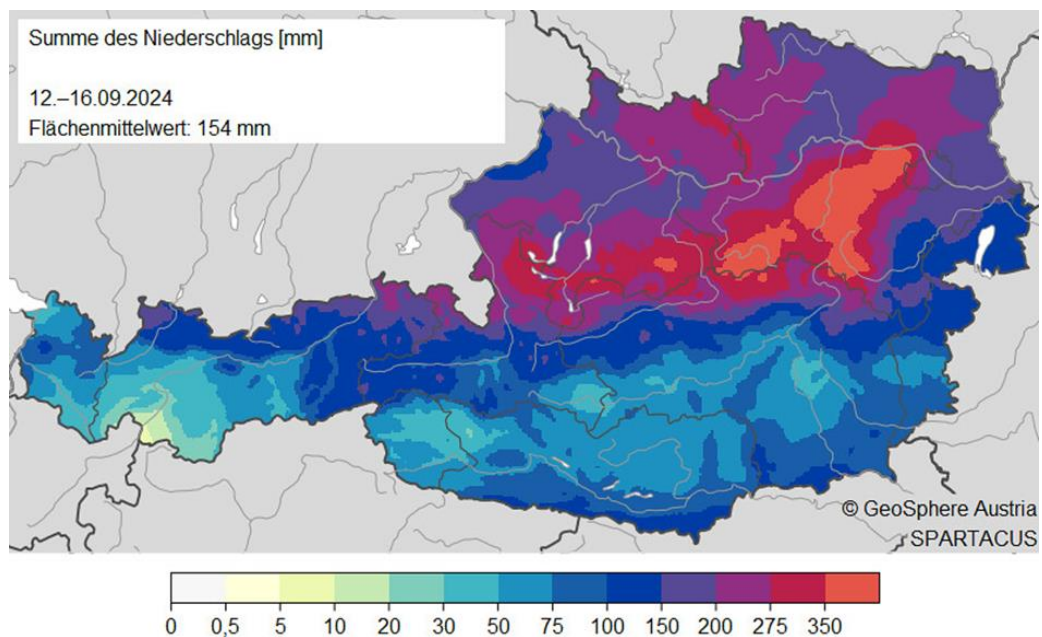 Summe des Niederschlags [mm]
12.–16.09.2024
Flächenmittelwert: 154 mm
© GeoSphere Austria
SPARTACUS
0 0,5 5 10 20 30 50 75 100 150 200 275 350